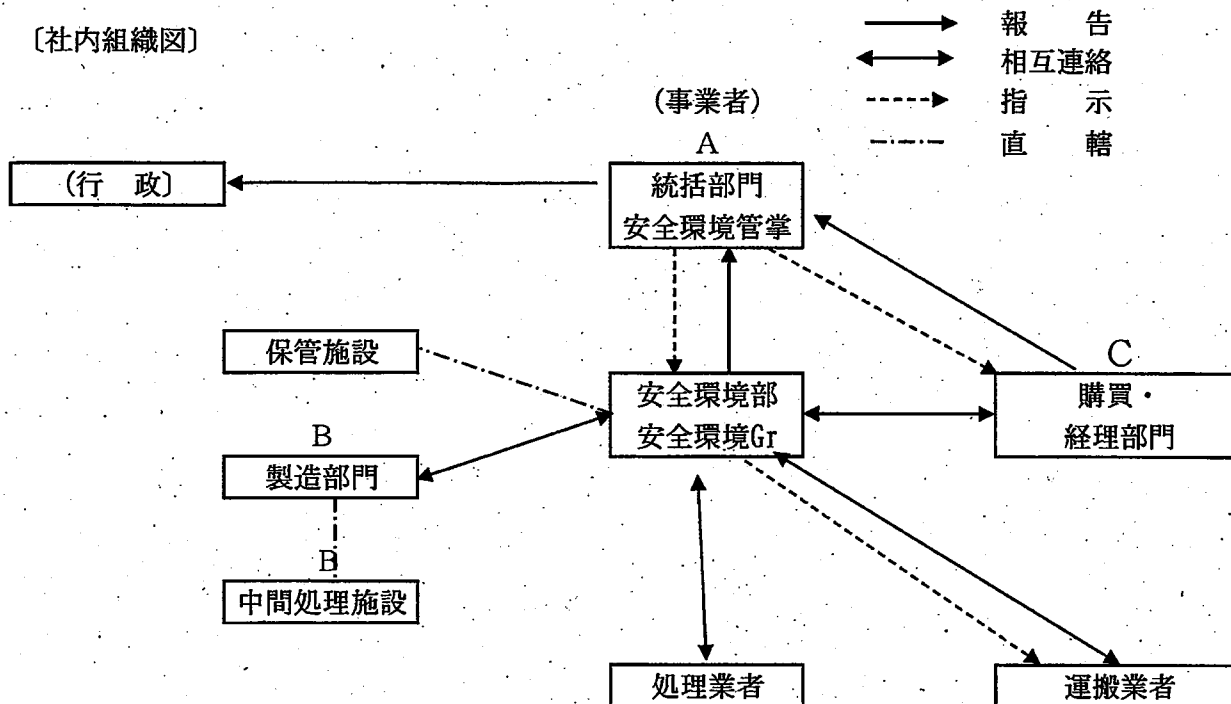 〔社内組織図〕
報　　告
相互連絡
指　　示
直　　轄
(事業者)
A
(行　政)
統括部門
安全環境管掌
保管施設
安全環境部
安全環境Gr
C
購買・
経理部門
B
製造部門
B
中間処理施設
処理業者
運搬業者